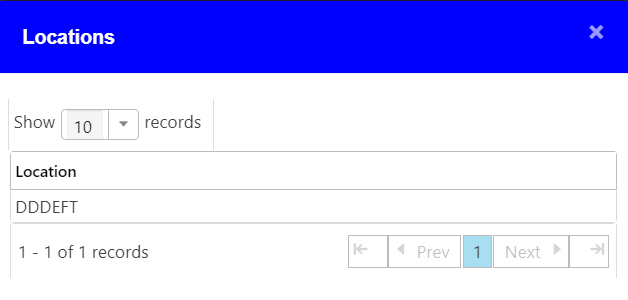 Locations ×
Show 10 records
Location
DDDEFT
1 - 1 of 1 records Prev 1 Next